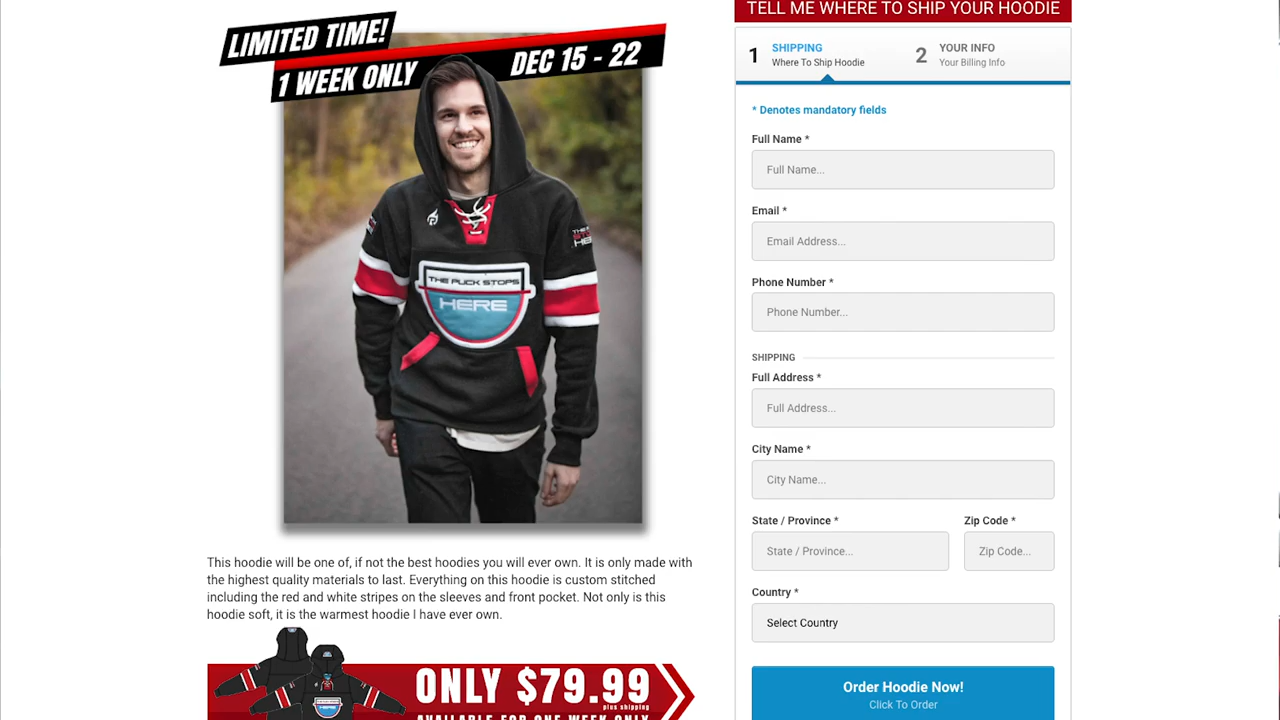 LIMITED TIME!
1 WEEK ONLY
DEC 15 - 22
THE PUCK STOPS
HERE
This hoodie will be one of, if not the best hoodies you will ever own. It is only made with
the highest quality materials to last. Everything on this hoodie is custom stitched
including the red and white stripes on the sleeves and front pocket. Not only is this
hoodie soft, it is the warmest hoodie I have ever own.
HERE
ONLY $79.99
plus shipping
AVAILABLE FOR ONE WEEK ONLY
TELL ME WHERE TO SHIP YOUR HOODIE
1 SHIPPING
Where To Ship Hoodie
2 YOUR INFO
Your Billing Info
* Denotes mandatory fields
Full Name *
Full Name...
Email *
Email Address...
Phone Number *
Phone Number...
SHIPPING
Full Address *
Full Address...
City Name *
City Name...
State / Province * Zip Code *
State / Province... Zip Code...
Country *
Select Country
Order Hoodie Now!
Click To Order